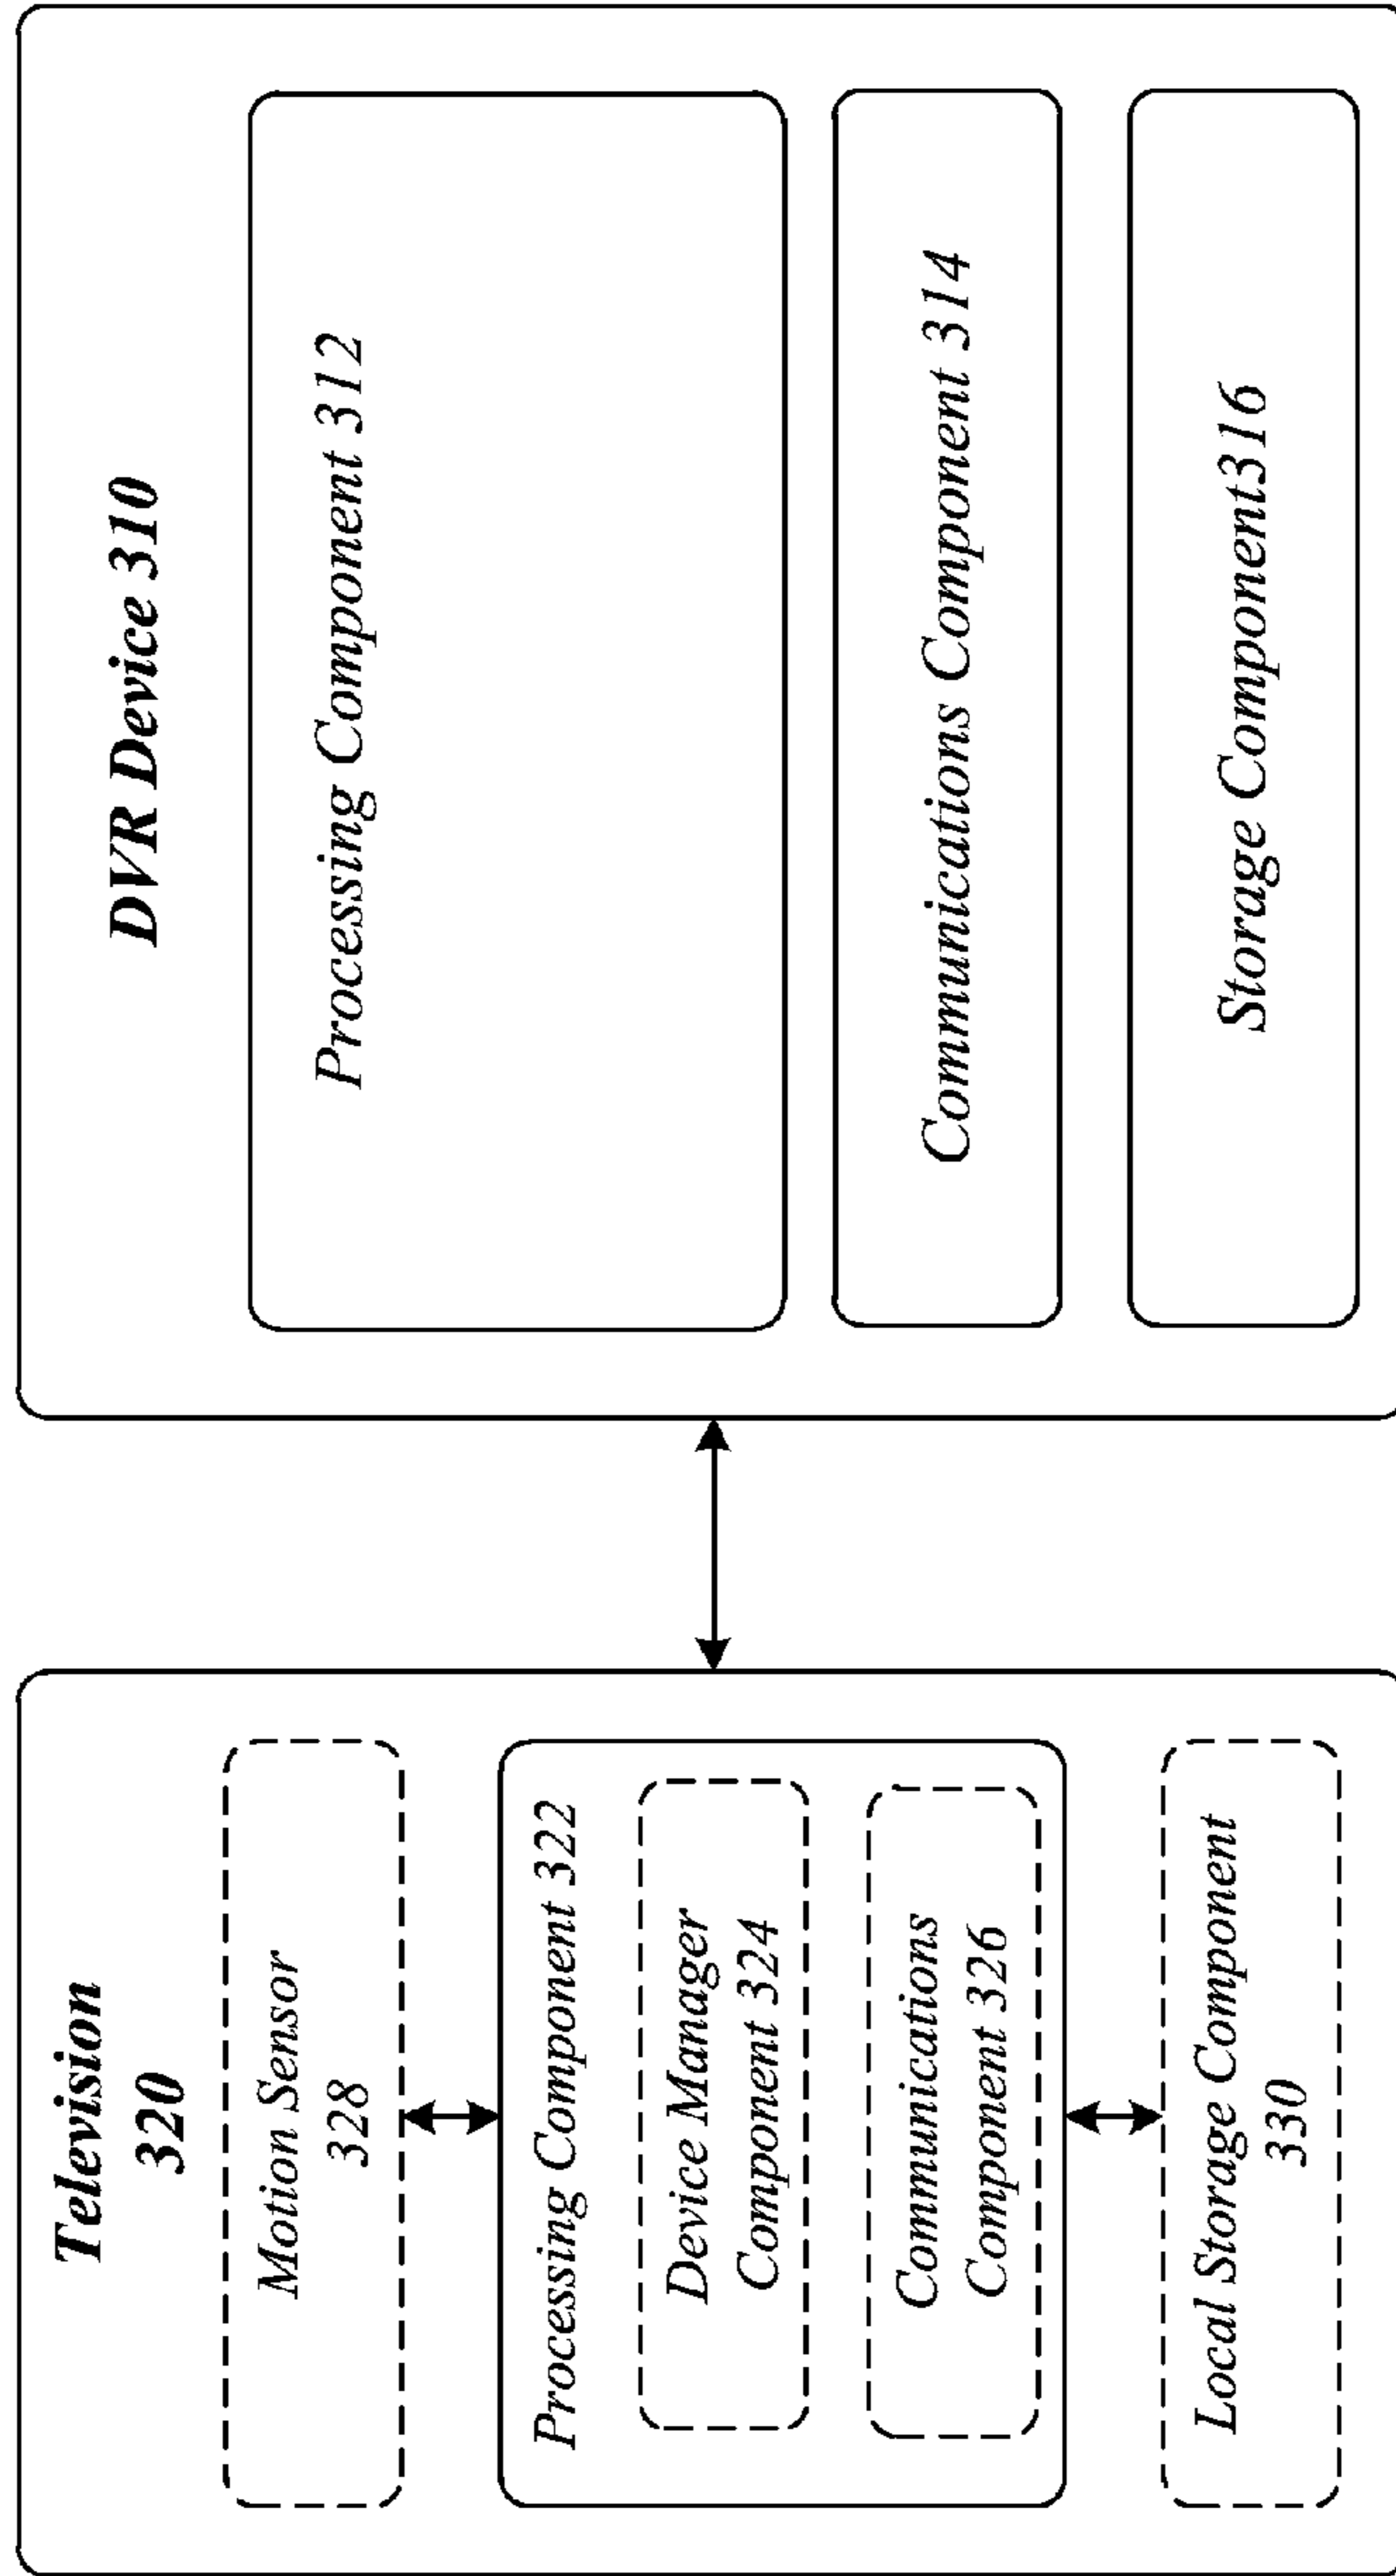 Television
320
Motion Sensor
328
Processing Component 322
Device Manager
Component 324
Communications
Component 326
Local Storage Component
330
DVR Device 310
Processing Component 312
Communications Component 314
Storage Component316